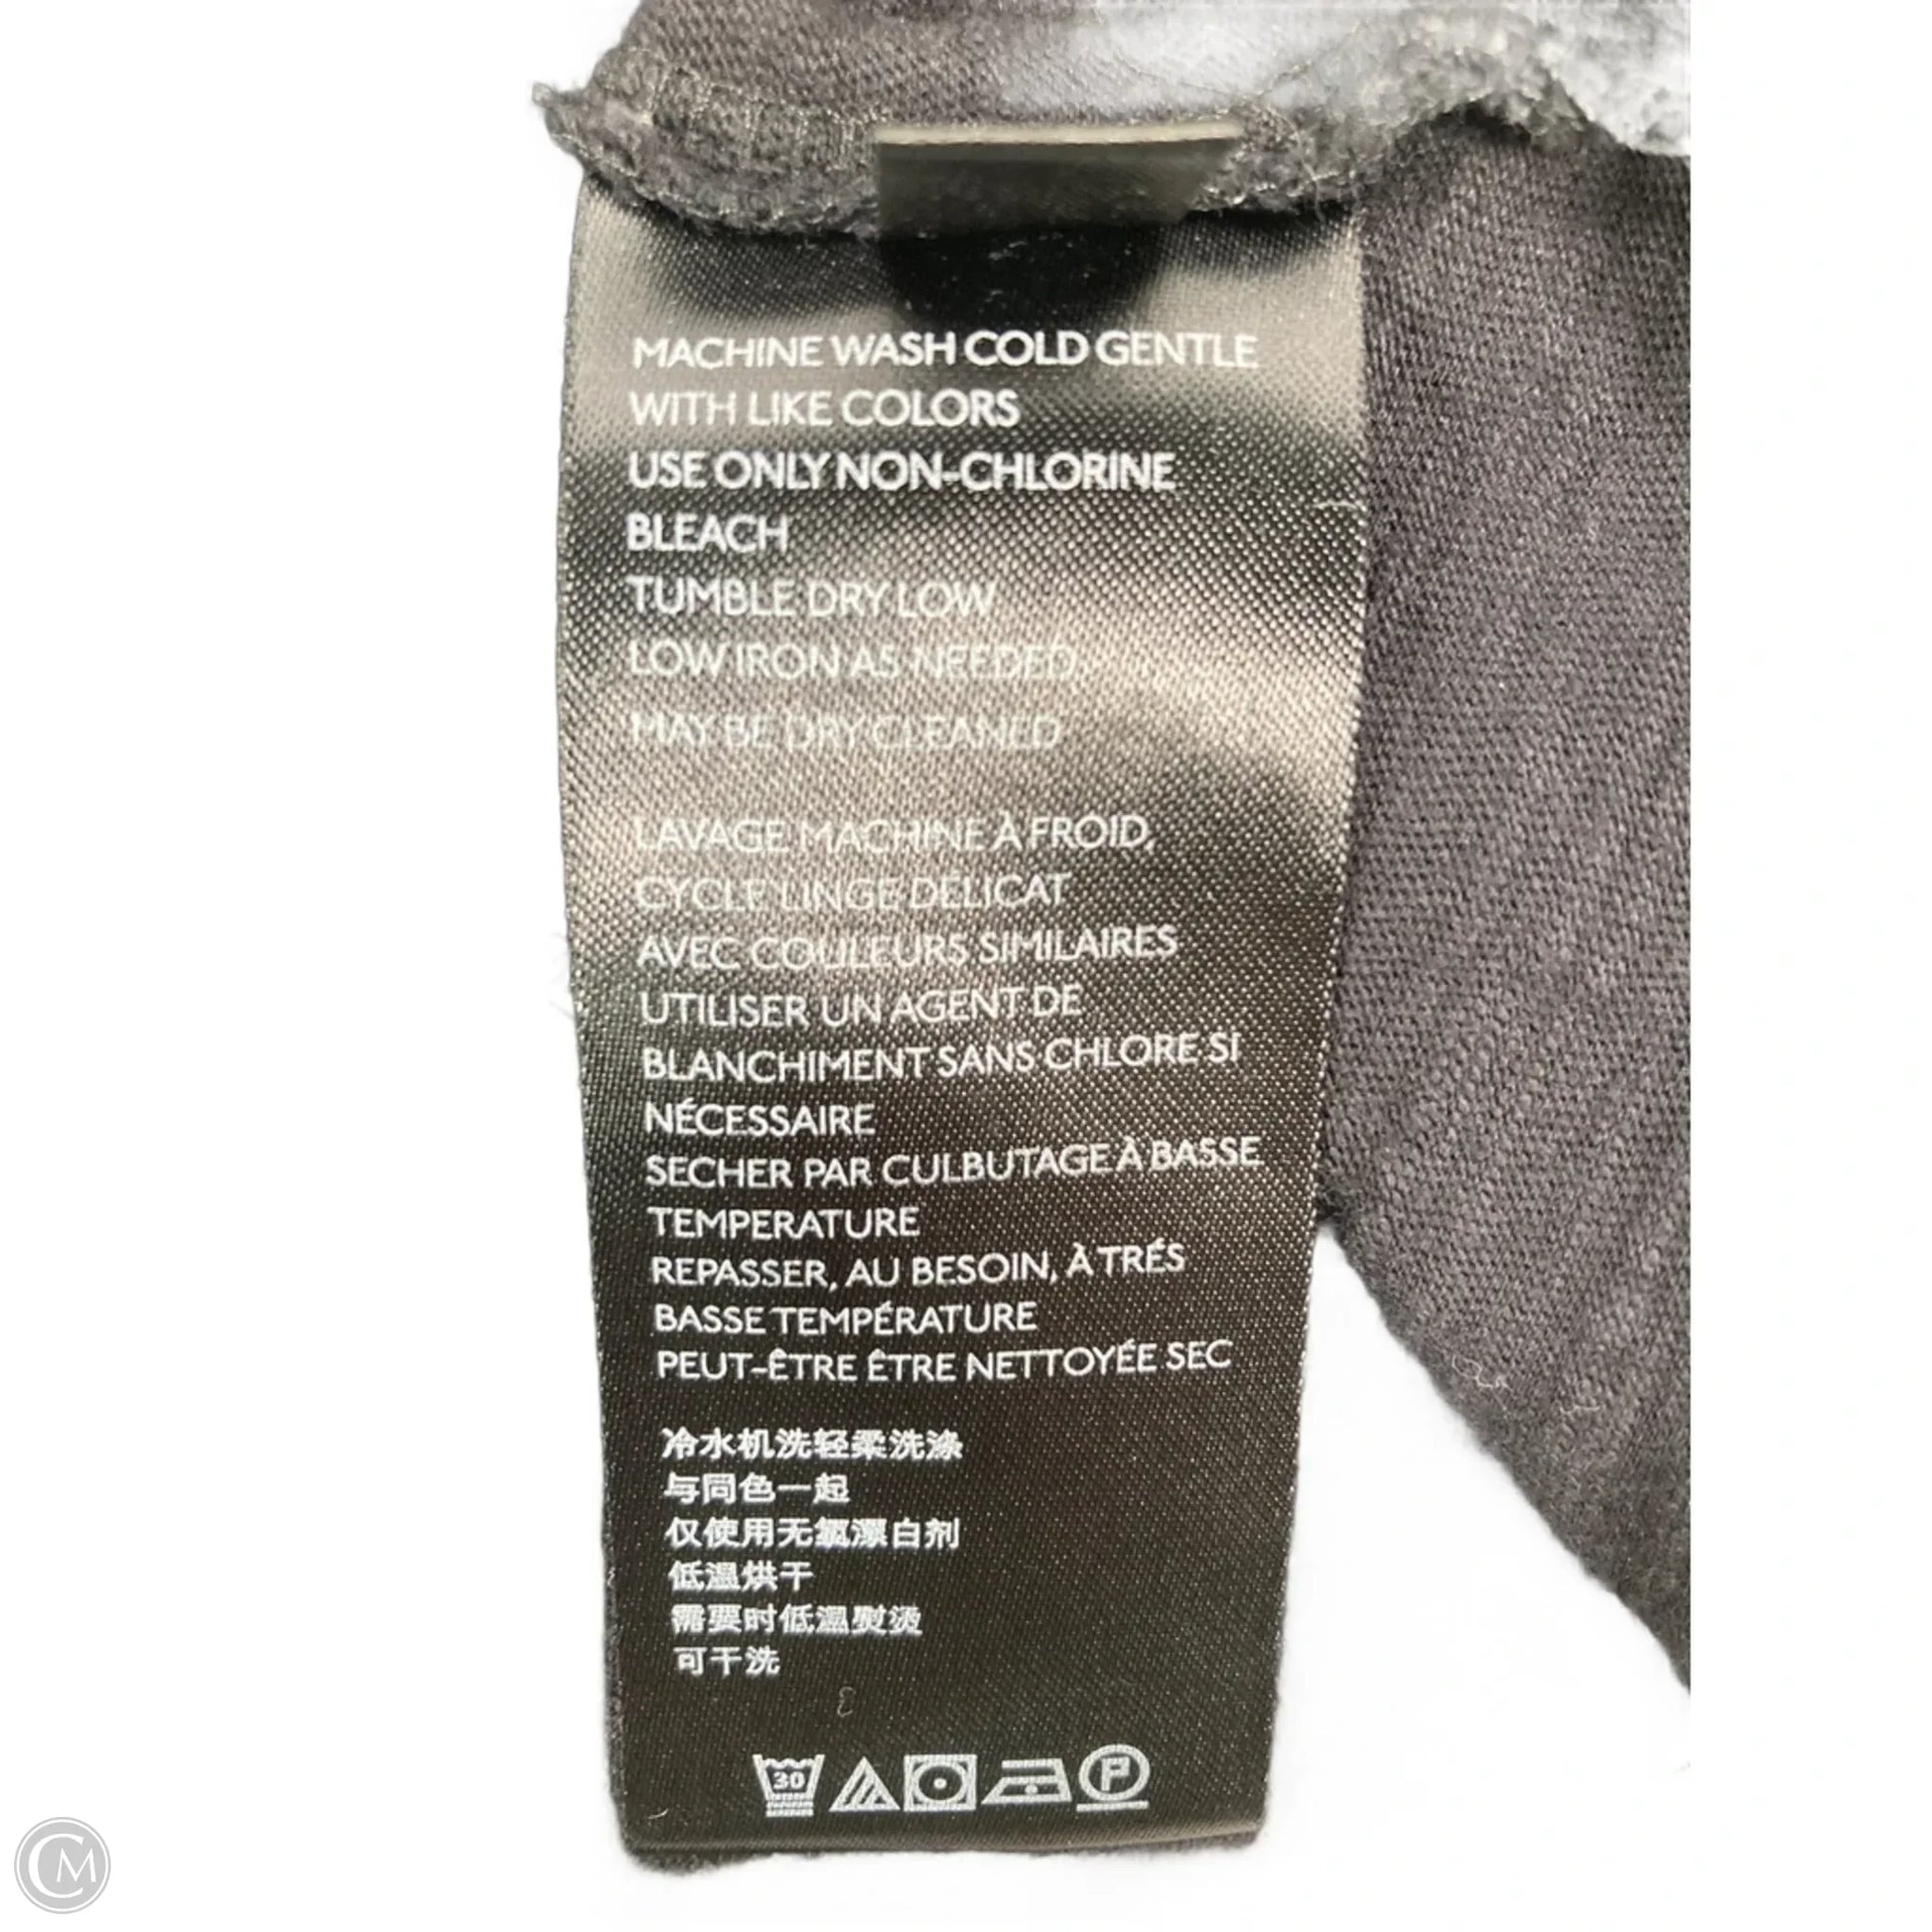 MACHINE WASH COLD GENTLE
WITH LIKE COLORS
USE ONLY NON-CHLORINE
BLEACH
TUMBLE DRY LOW
LOW IRON AS NEEDED
MAY BE DRY CLEANED
LAVAGE MACHINE À FROID,
CYCLE LINGE DELICAT
AVEC COULEURS SIMILAIRES
UTILISER UN AGENT DE
BLANCHIMENT SANS CHLORE SI
NÉCESSAIRE
SECHER PAR CULBUTAGE À BASSE
TEMPERATURE
REPASSER, AU BESOIN, À TRÉS
BASSE TEMPÉRATURE
PEUT-ÊTRE ÊTRE NETTOYÉE SEC
冷水机洗轻柔洗涤
与同色一起
仅使用无氯漂白剂
低温烘干
需要时低温熨烫
可干洗
30
P
CM